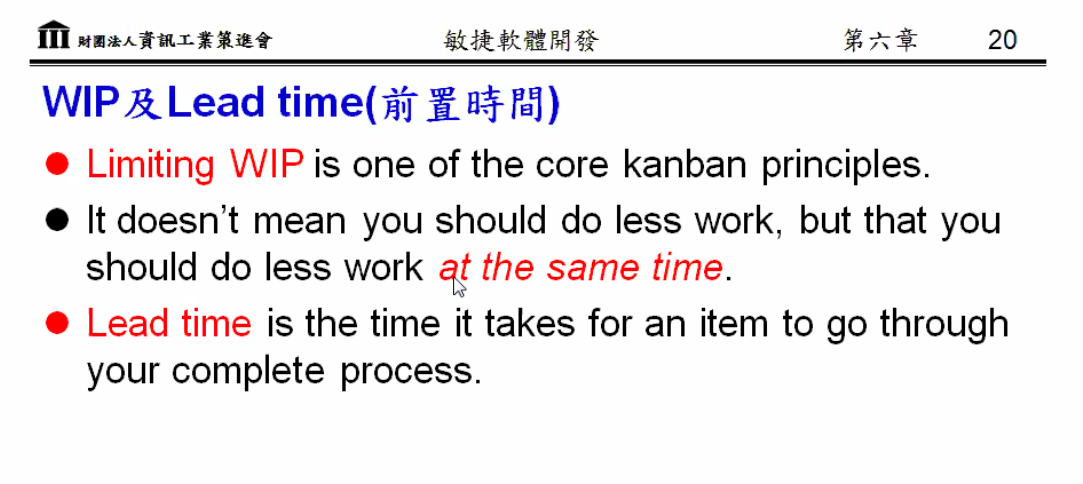 財團法人資訊工業策進會 敏捷軟體開發 第六章 20
WIP及Lead time(前置時間)
● Limiting WIP is one of the core kanban principles.
● It doesn't mean you should do less work, but that you
should do less work at the same time.
● Lead time is the time it takes for an item to go through
your complete process.